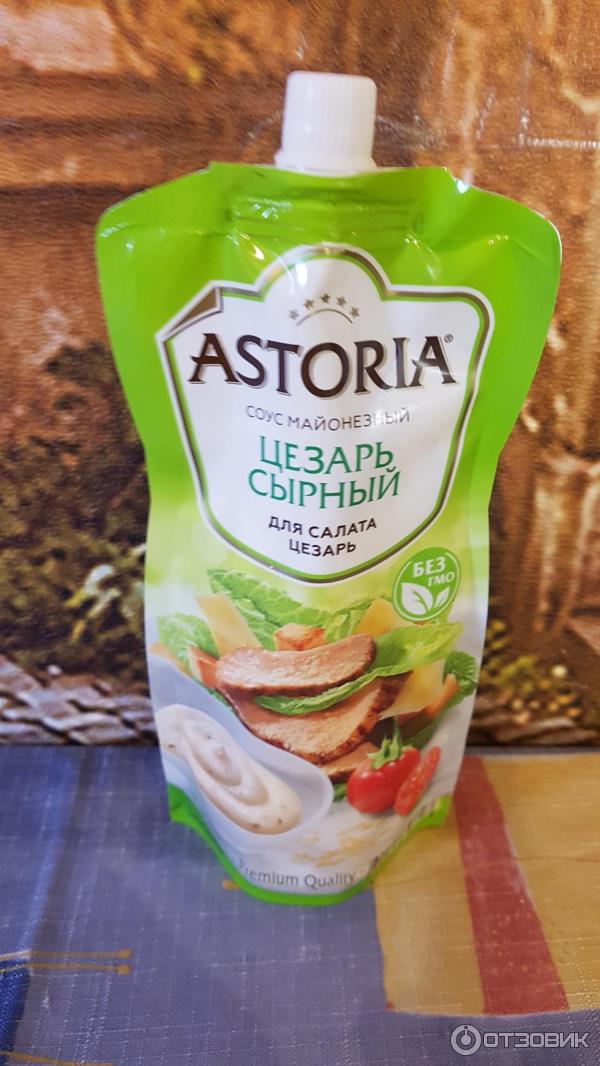 ASTORIA®
СОУС МАЙОНЕЗНЫЙ
ЦЕЗАРЬ
СЫРНЫЙ
ДЛЯ САЛАТА
ЦЕЗАРЬ
БЕЗ
ГМО
Premium Quality
ОТЗОВИК